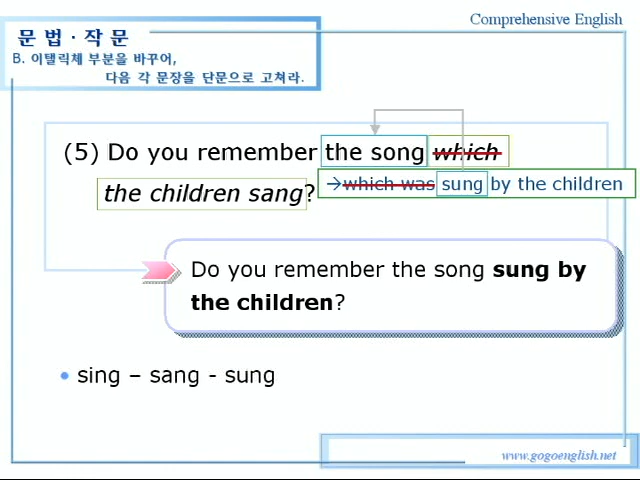 Comprehensive English
문 법 · 작 문
B. 이탤릭체 부분을 바꾸어,
다음 각 문장을 단문으로 고쳐라.
(5) Do you remember the song which
→which was sung by the children
the children sang?
Do you remember the song sung by
the children?
• sing – sang - sung
www.gogoenglish.net